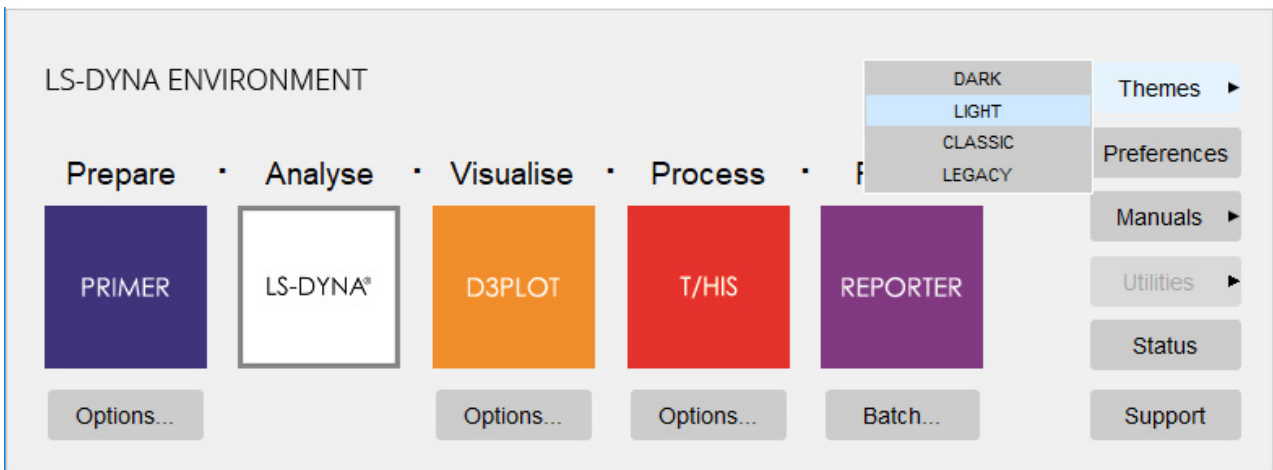 LS-DYNA ENVIRONMENT
DARK
LIGHT
CLASSIC
LEGACY
Themes
Preferences
Manuals
Utilities
Status
Support
Prepare · Analyse · Visualise · Process ·
PRIMER LS-DYNA® D3PLOT T/HIS REPORTER
Options... Options... Options... Batch...